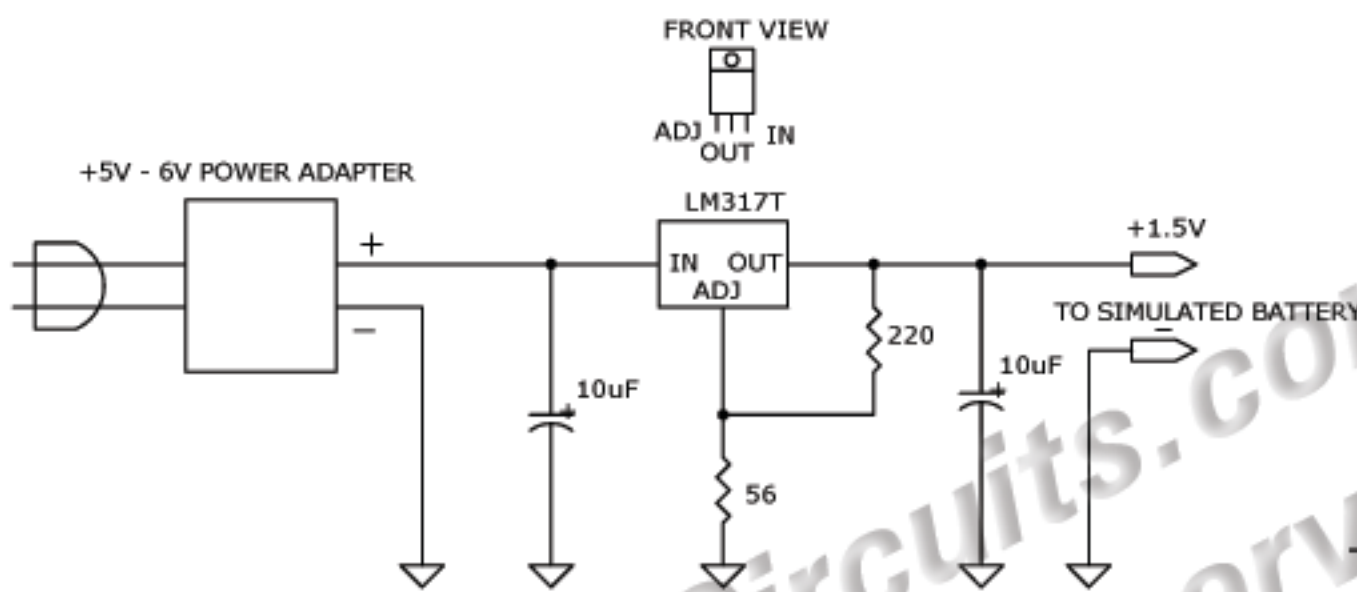 FRONT VIEW
ADJ
OUT
IN
+5V - 6V POWER ADAPTER
LM317T
+
IN
OUT
ADJ
+1.5V
TO SIMULATED BATTERY
−
−
220
10uF
+
10uF
+
56